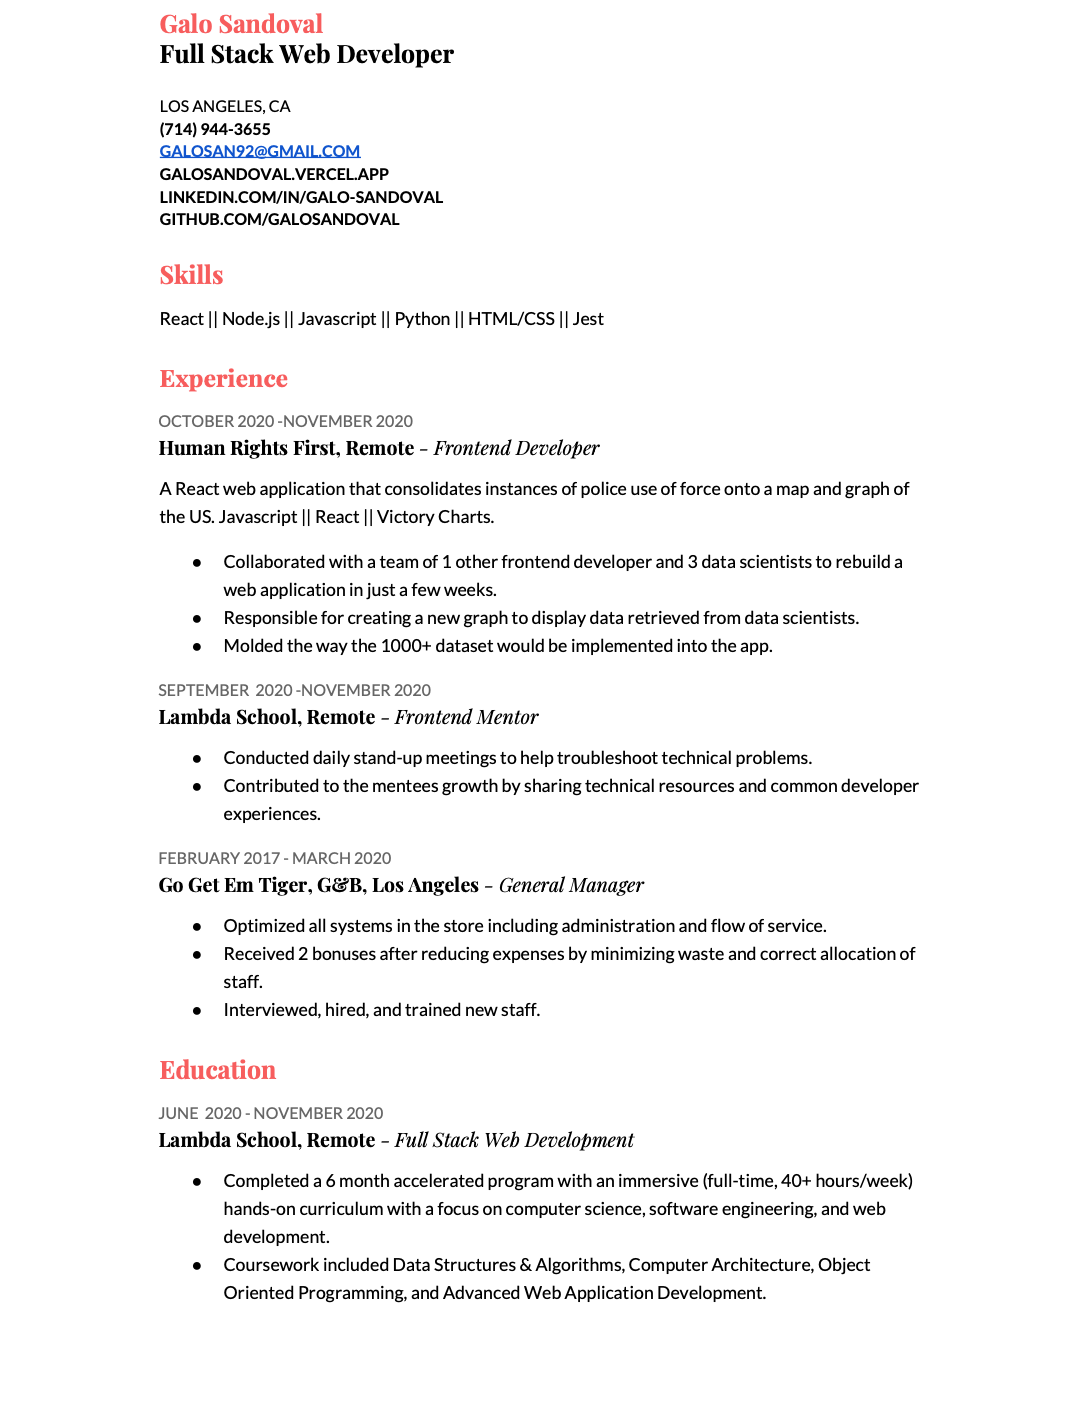 Galo Sandoval
Full Stack Web Developer
LOS ANGELES, CA
(714) 944-3655
GALOSAN92@GMAIL.COM
GALOSANDOVAL.VERCEL.APP
LINKEDIN.COM/IN/GALO-SANDOVAL
GITHUB.COM/GALOSANDOVAL
Skills
React || Node.js || Javascript || Python || HTML/CSS || Jest
Experience
OCTOBER 2020 -NOVEMBER 2020
Human Rights First, Remote - Frontend Developer
A React web application that consolidates instances of police use of force onto a map and graph of
the US. Javascript || React || Victory Charts.
● Collaborated with a team of 1 other frontend developer and 3 data scientists to rebuild a
web application in just a few weeks.
● Responsible for creating a new graph to display data retrieved from data scientists.
● Molded the way the 1000+ dataset would be implemented into the app.
SEPTEMBER  2020 -NOVEMBER 2020
Lambda School, Remote - Frontend Mentor
● Conducted daily stand-up meetings to help troubleshoot technical problems.
● Contributed to the mentees growth by sharing technical resources and common developer
experiences.
FEBRUARY 2017 - MARCH 2020
Go Get Em Tiger, G&B, Los Angeles - General Manager
● Optimized all systems in the store including administration and flow of service.
● Received 2 bonuses after reducing expenses by minimizing waste and correct allocation of
staff.
● Interviewed, hired, and trained new staff.
Education
JUNE  2020 - NOVEMBER 2020
Lambda School, Remote - Full Stack Web Development
● Completed a 6 month accelerated program with an immersive (full-time, 40+ hours/week)
hands-on curriculum with a focus on computer science, software engineering, and web
development.
● Coursework included Data Structures & Algorithms, Computer Architecture, Object
Oriented Programming, and Advanced Web Application Development.